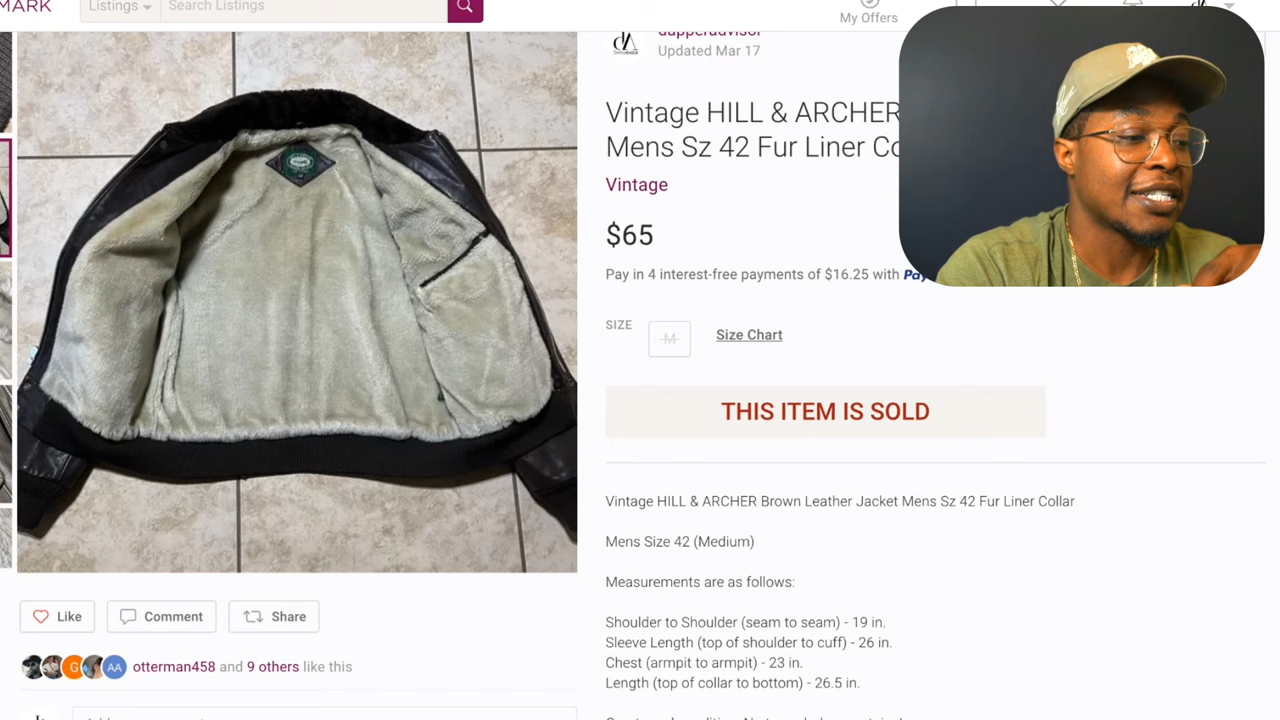 MARK
Listings
Search Listings
My Offers
dapperadvisor
Updated Mar 17
Vintage HILL & ARCHER
Mens Sz 42 Fur Liner Co
Vintage
$65
Pay in 4 interest-free payments of $16.25 with Pay
SIZE
M
Size Chart
THIS ITEM IS SOLD
Vintage HILL & ARCHER Brown Leather Jacket Mens Sz 42 Fur Liner Collar
Mens Size 42 (Medium)
Measurements are as follows:
Shoulder to Shoulder (seam to seam) - 19 in.
Sleeve Length (top of shoulder to cuff) - 26 in.
Chest (armpit to armpit) - 23 in.
Length (top of collar to bottom) - 26.5 in.
Like
Comment
Share
G
AA
otterman458 and 9 others like this